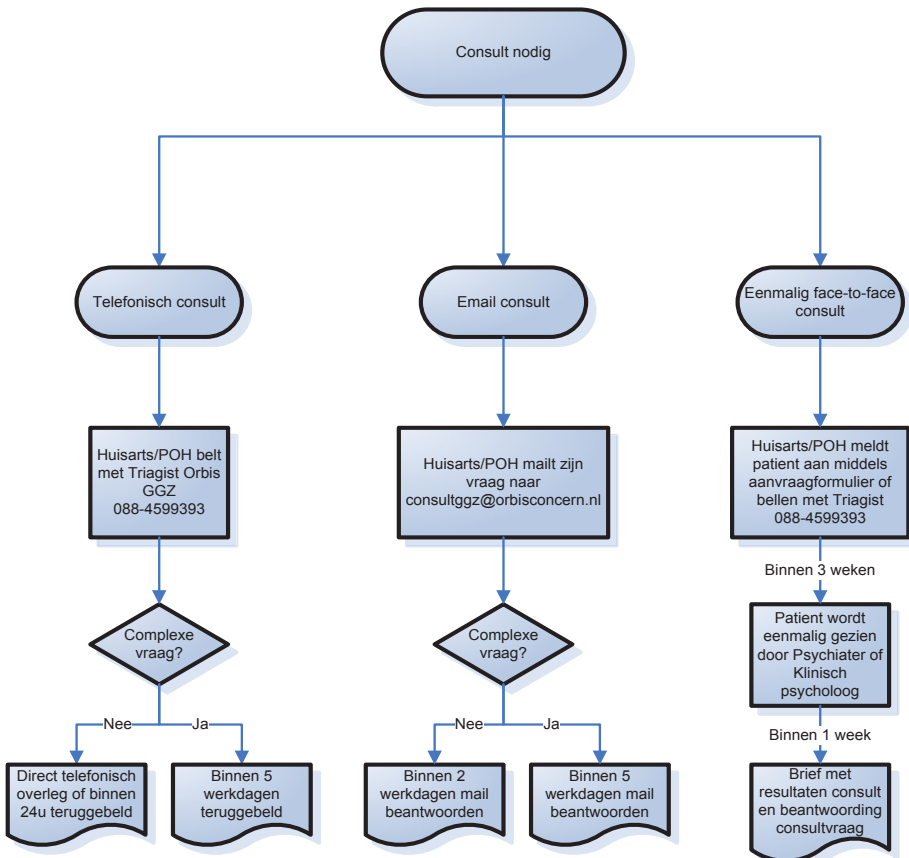 Consult nodig
Telefonisch consult
Email consult
Eenmalig face-to-face
consult
Huisarts/POH belt
met Triagist Orbis
GGZ
088-4599393
Huisarts/POH mailt zijn
vraag naar
consultggz@orbisconcern.nl
Huisarts/POH meldt
patient aan middels
aanvraagformulier of
bellen met Triagist
088-4599393
Binnen 3 weken
Complexe
vraag?
Complexe
vraag?
Patient wordt
eenmalig gezien
door Psychiater of
Klinisch
psycholoog
Nee
Ja
Nee
Ja
Binnen 1 week
Direct telefonisch
overleg of binnen
24u teruggebeld
Binnen 5
werkdagen
teruggebeld
Binnen 2
werkdagen mail
beantwoorden
Binnen 5
werkdagen mail
beantwoorden
Brief met
resultaten consult
en beantwoording
consultvraag